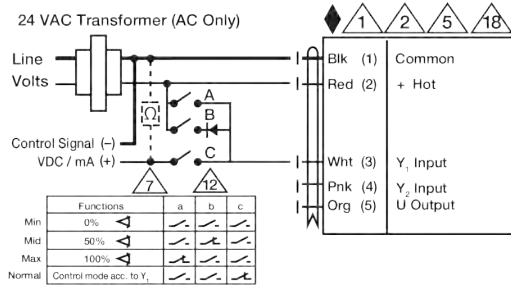 24 VAC Transformer (AC Only)
1 2 5 18
Line
Volts
Blk (1) Common
Red (2) + Hot
A
Ω
B
Control Signal (–)
VDC / mA (+)
C
Wht (3) Y1 Input
7 12
Pnk (4) Y2 Input
Org (5) U Output
Functions a b c
Min 0%
Mid 50%
Max 100%
Normal Control mode acc. to Y1